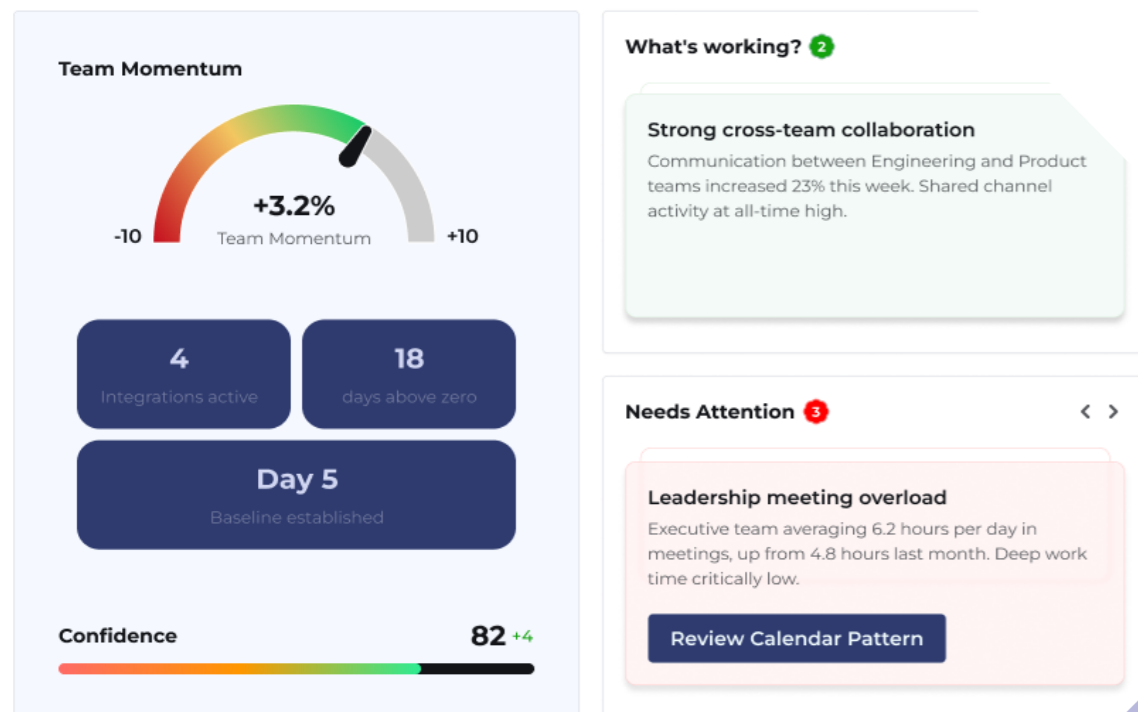 Team Momentum
+3.2%
-10
Team Momentum
+10
4
Integrations active
18
days above zero
Day 5
Baseline established
Confidence
82 +4
What's working? 2
Strong cross-team collaboration
Communication between Engineering and Product
teams increased 23% this week. Shared channel
activity at all-time high.
Needs Attention 3
Leadership meeting overload
Executive team averaging 6.2 hours per day in
meetings, up from 4.8 hours last month. Deep work
time critically low.
Review Calendar Pattern